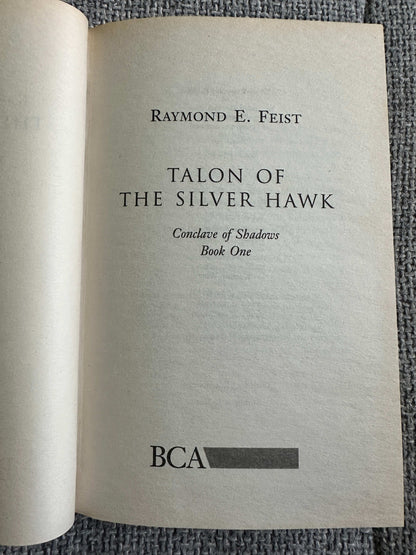 RAYMOND E. FEIST
TALON OF
THE SILVER HAWK
Conclave of Shadows
Book One
BCA